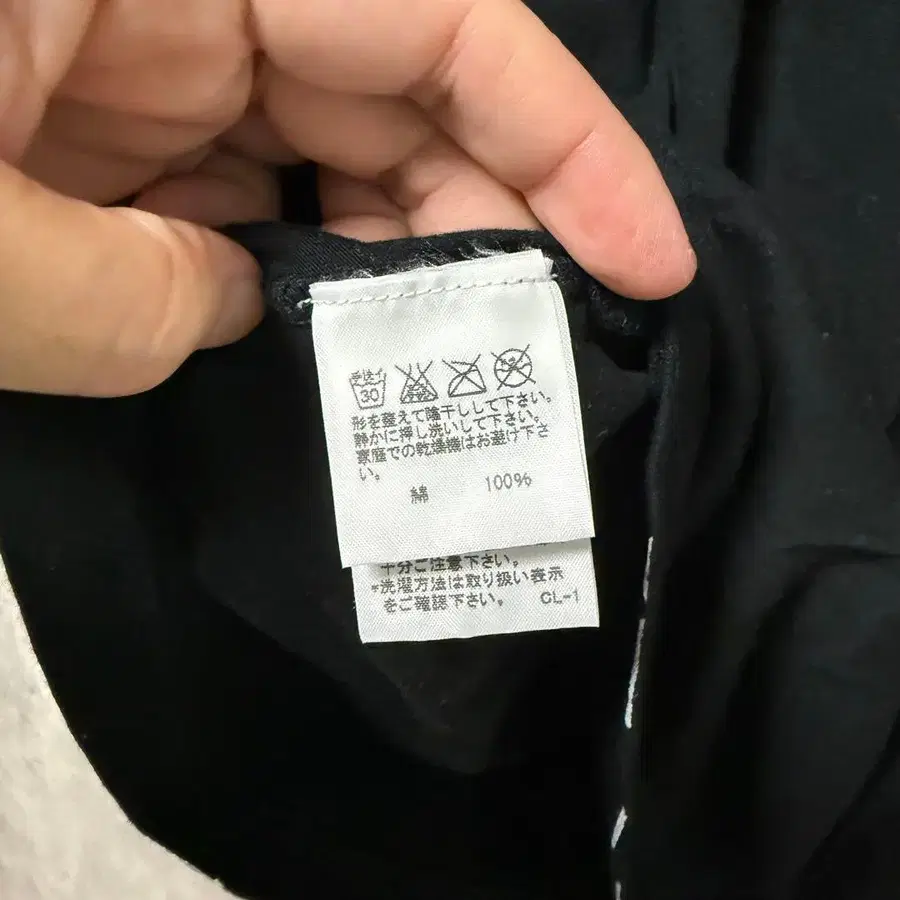 手洗イ
30
形を整えて陰干しして下さい。
静かに押し洗いして下さい。
家庭での乾燥機はお避け下さ
い。
綿 100%
十分ご注意下さい。
*洗濯方法は取り扱い表示
をご確認下さい。 CL-1